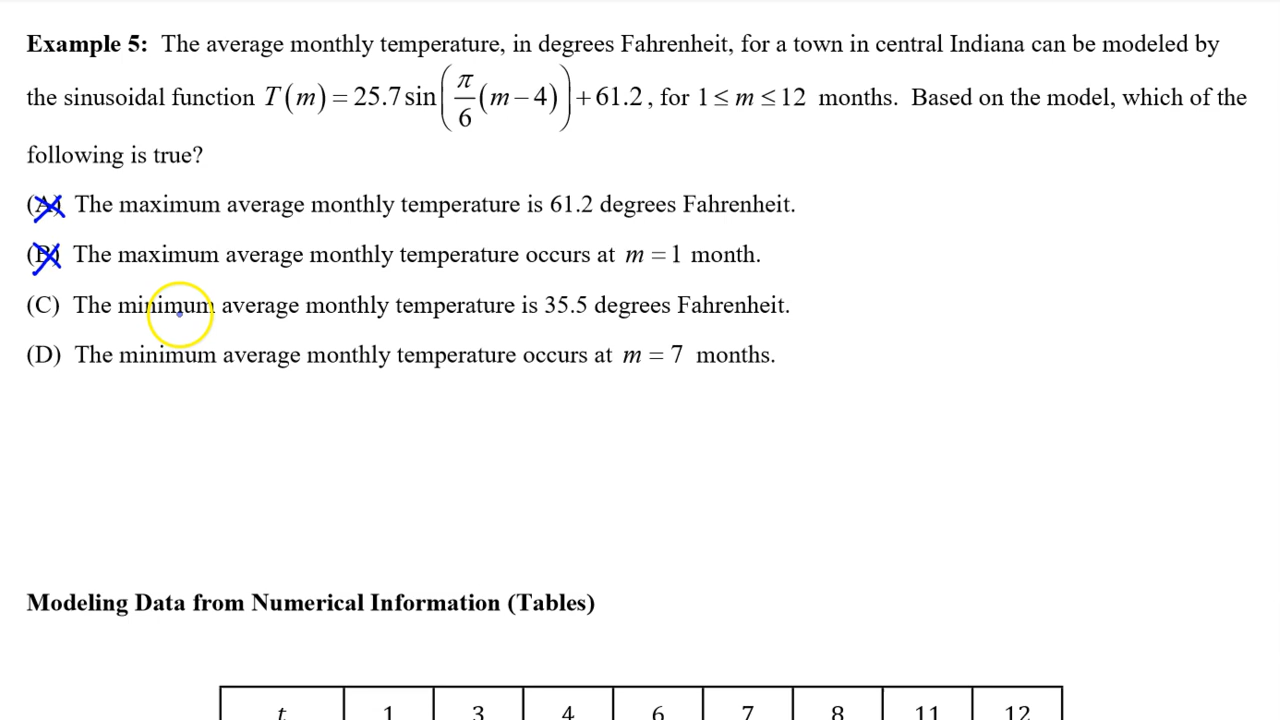 Example 5: The average monthly temperature, in degrees Fahrenheit, for a town in central Indiana can be modeled by
the sinusoidal function T(m) = 25.7 sin(π/6 (m − 4)) + 61.2, for 1 ≤ m ≤ 12 months. Based on the model, which of the
following is true?
(A) The maximum average monthly temperature is 61.2 degrees Fahrenheit.
(B) The maximum average monthly temperature occurs at m = 1 month.
(C) The minimum average monthly temperature is 35.5 degrees Fahrenheit.
(D) The minimum average monthly temperature occurs at m = 7 months.
Modeling Data from Numerical Information (Tables)
t 1 3 4 6 7 8 11 12